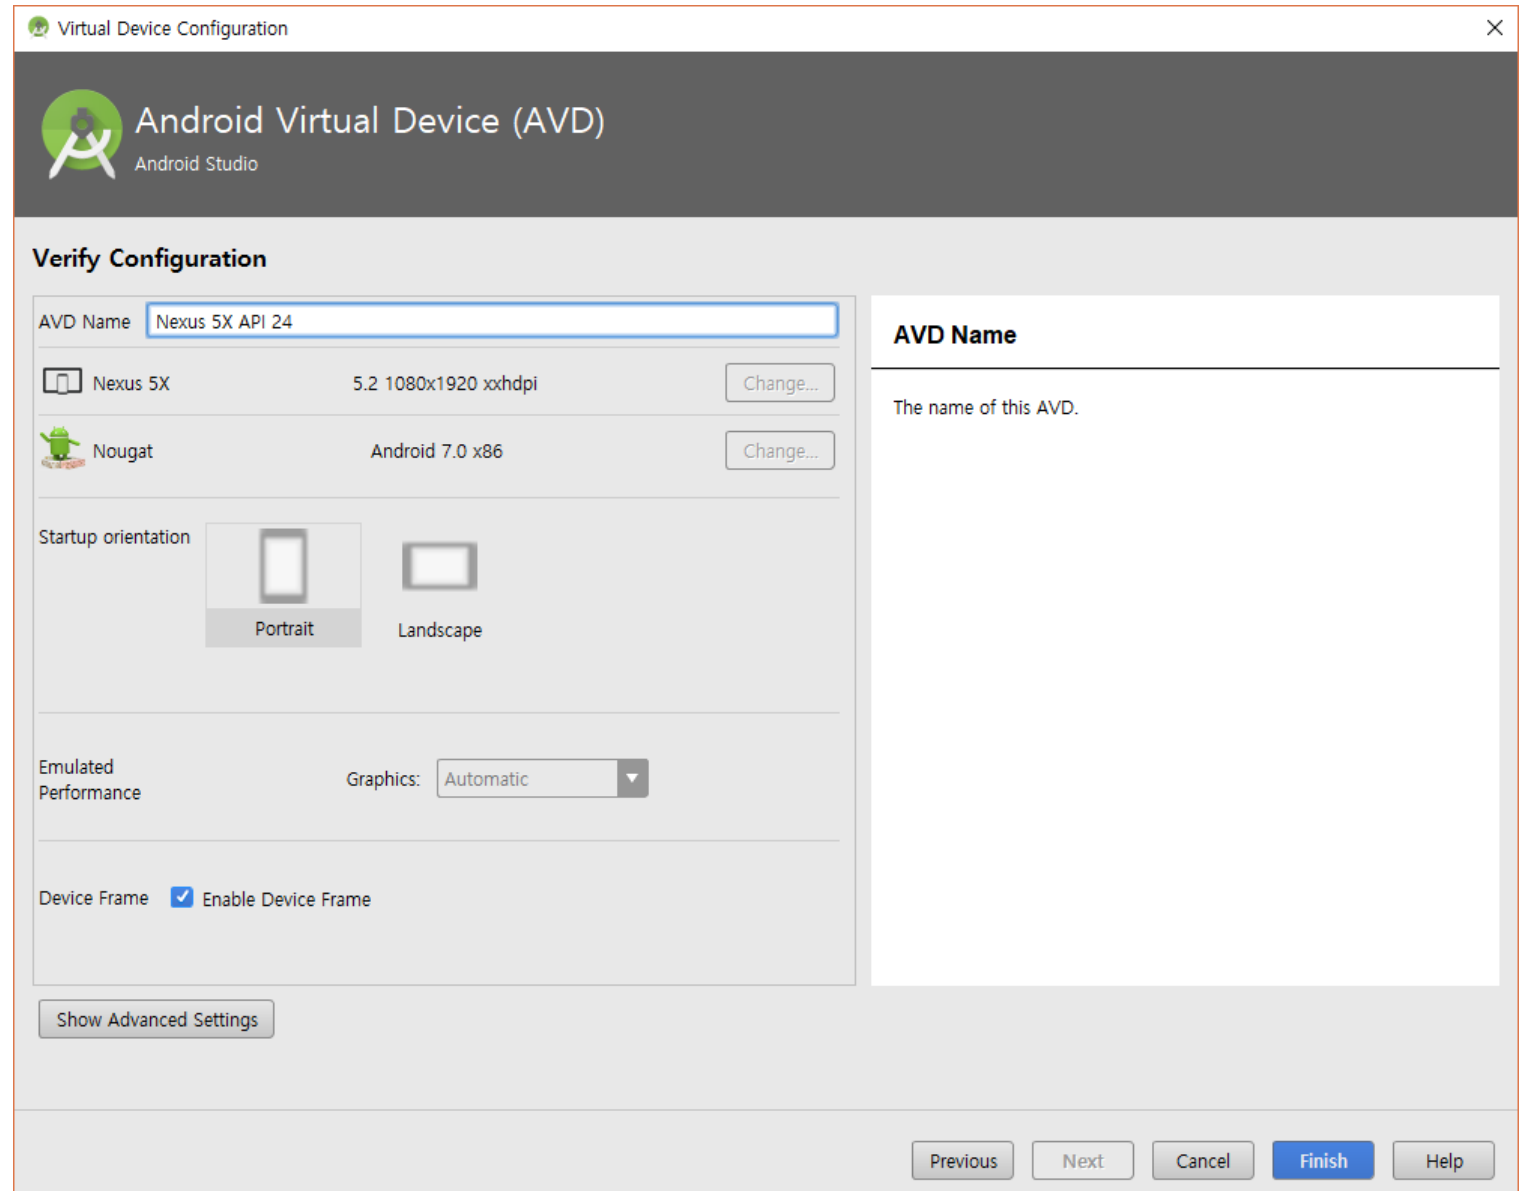 Virtual Device Configuration
Android Virtual Device (AVD)
Android Studio
Verify Configuration
AVD Name Nexus 5X API 24
Nexus 5X 5.2 1080x1920 xxhdpi Change...
Nougat Android 7.0 x86 Change...
Startup orientation
Portrait Landscape
Emulated
Performance
Graphics: Automatic
Device Frame Enable Device Frame
Show Advanced Settings
AVD Name
The name of this AVD.
Previous Next Cancel Finish Help